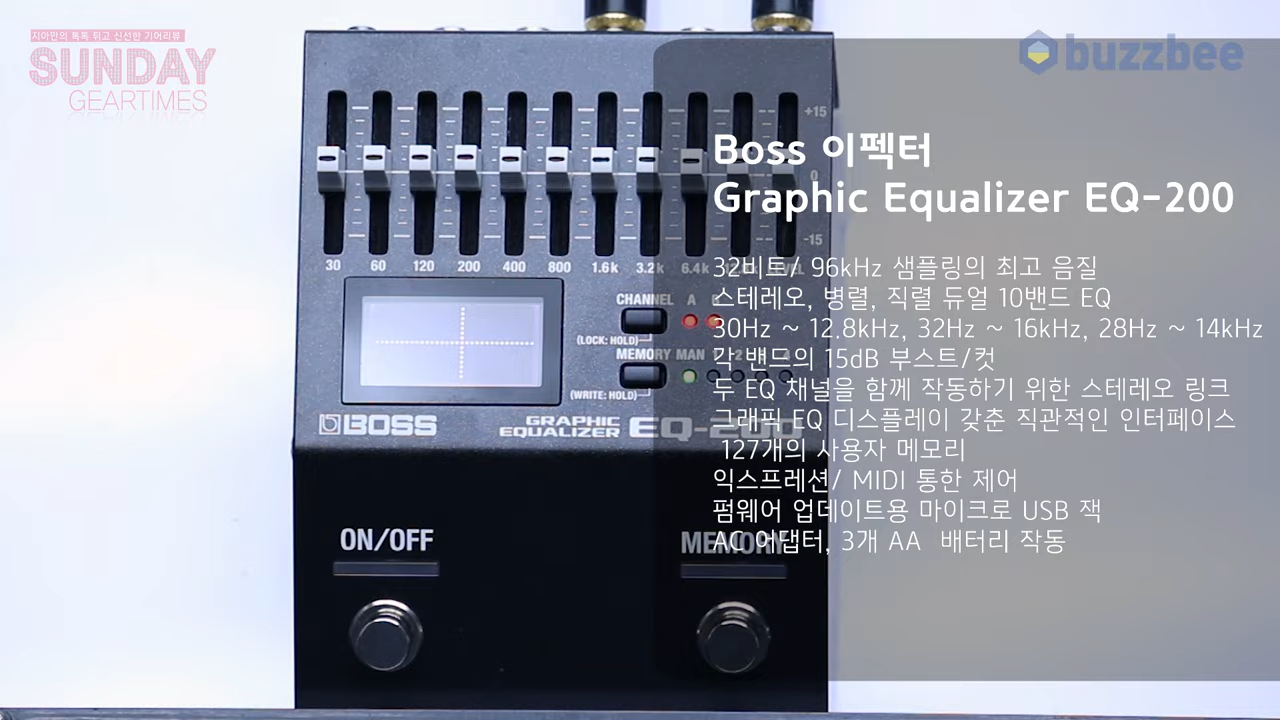 지아민의 톡톡 튀고 신선한 기어리뷰
SUNDAY
GEARTIMES
buzzbee
Boss 이펙터
Graphic Equalizer EQ-200
32비트/ 96kHz 샘플링의 최고 음질
스테레오, 병렬, 직렬 듀얼 10밴드 EQ
30Hz ~ 12.8kHz, 32Hz ~ 16kHz, 28Hz ~ 14kHz
각 밴드의 15dB 부스트/컷
두 EQ 채널을 함께 작동하기 위한 스테레오 링크
그래픽 EQ 디스플레이 갖춘 직관적인 인터페이스
127개의 사용자 메모리
익스프레션/ MIDI 통한 제어
펌웨어 업데이트용 마이크로 USB 잭
AC 어댑터, 3개 AA 배터리 작동
+15
0
-15
30 60 120 200 400 800 1.6k 3.2k 6.4k
CHANNEL A
(LOCK: HOLD)
MEMORY MAN
(WRITE: HOLD)
BOSS
GRAPHIC
EQUALIZER EQ-200
ON/OFF
MEMORY